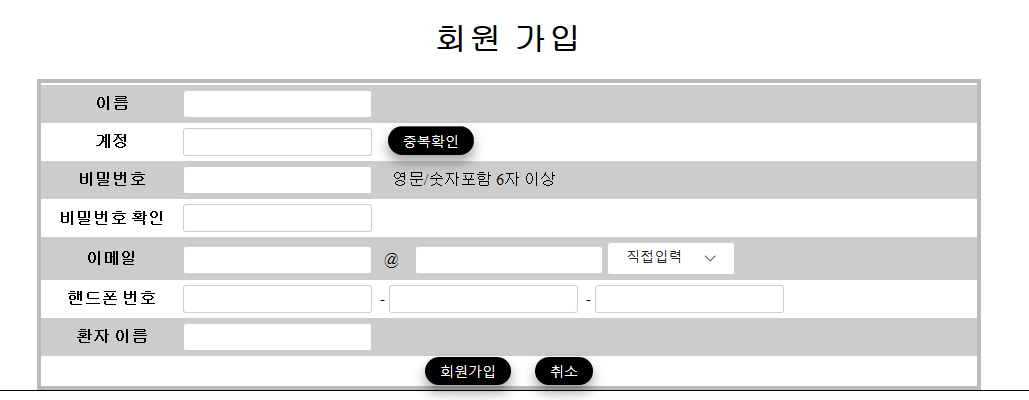 회원 가입
이름
계정 중복확인
비밀번호 영문/숫자포함 6자 이상
비밀번호 확인
이메일 @ 직접입력
핸드폰 번호 - -
환자 이름
회원가입 취소